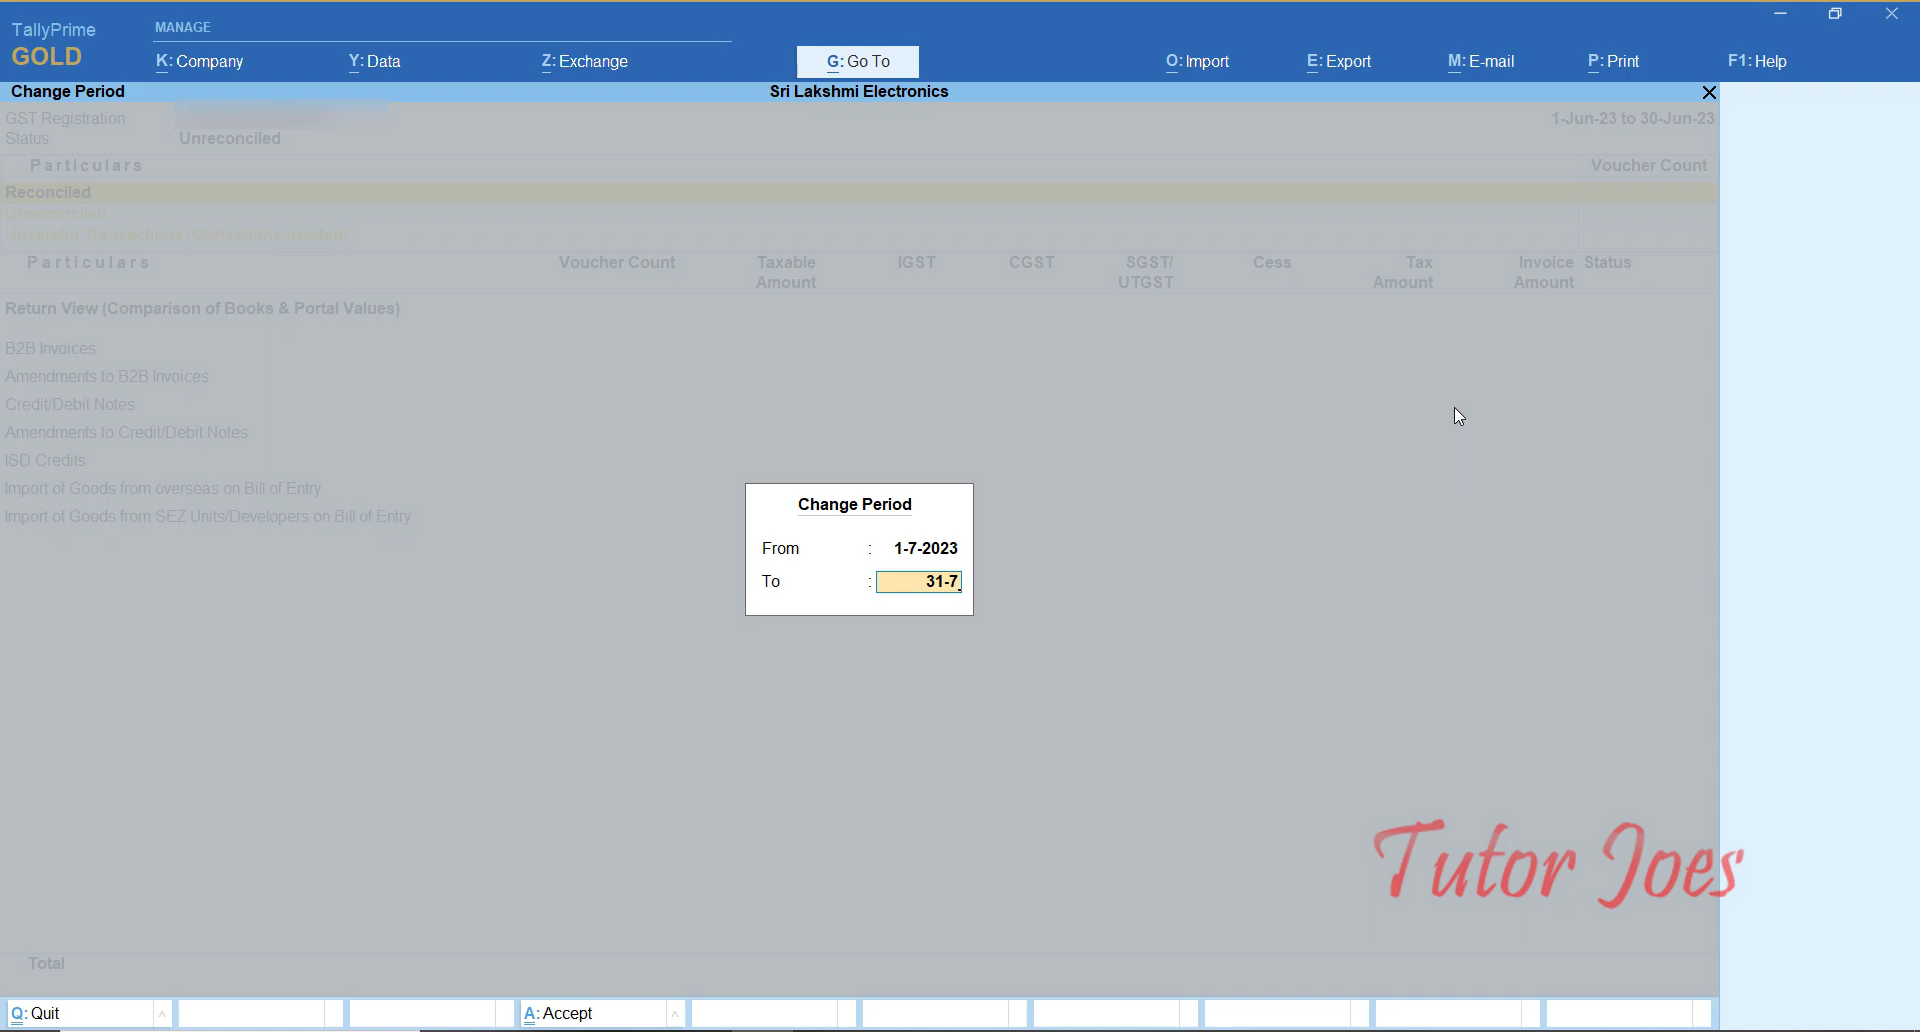 TallyPrime
GOLD
MANAGE
K: Company
Y: Data
Z: Exchange
G: Go To
O: Import
E: Export
M: E-mail
P: Print
F1: Help
Change Period
Sri Lakshmi Electronics
GST Registration
1-Jun-23 to 30-Jun-23
Status : Unreconciled
Particulars
Voucher Count
Reconciled
Unreconciled
Uncertain Transactions (Corrections needed)
Particulars
Voucher Count
Taxable
Amount
IGST
CGST
SGST/
UTGST
Cess
Tax
Amount
Invoice
Amount
Status
Return View (Comparison of Books & Portal Values)
B2B Invoices
Amendments to B2B Invoices
Credit/Debit Notes
Amendments to Credit/Debit Notes
ISD Credits
Import of Goods from overseas on Bill of Entry
Import of Goods from SEZ Units/Developers on Bill of Entry
Change Period
From : 1-7-2023
To : 31-7
Tutor Joes
Total
Q: Quit
A: Accept